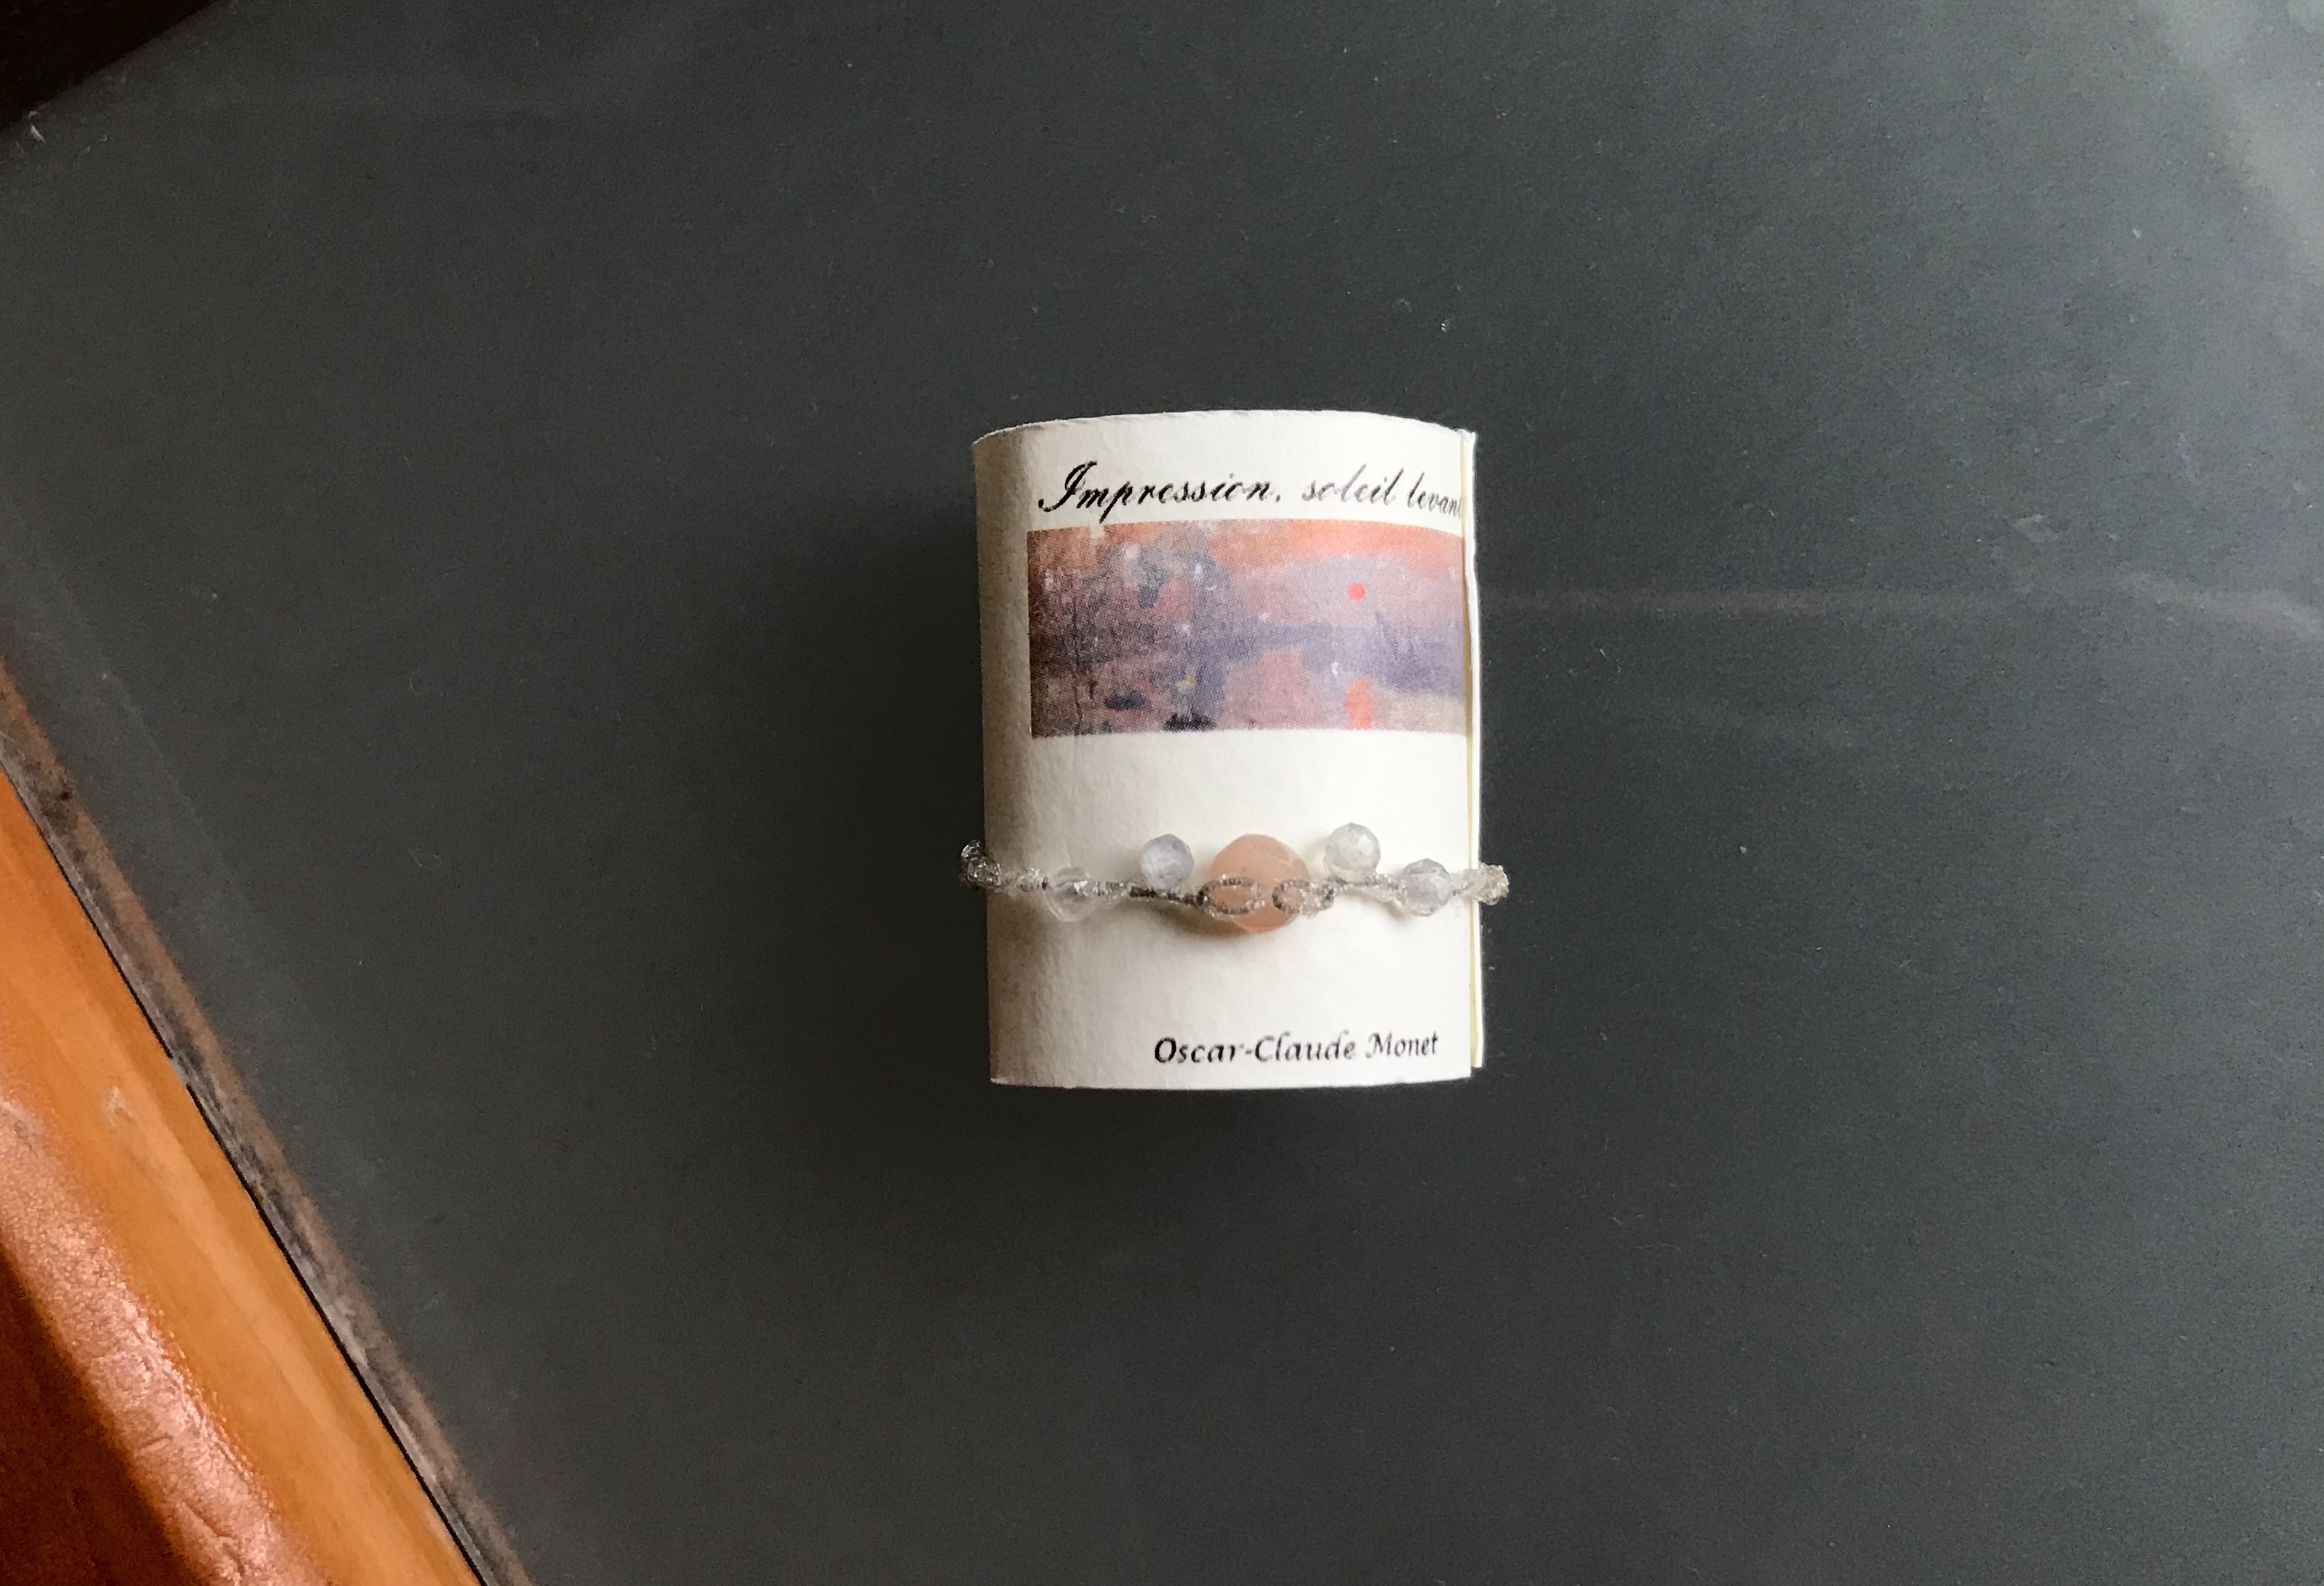 Impression, soleil levant
Oscar-Claude Monet